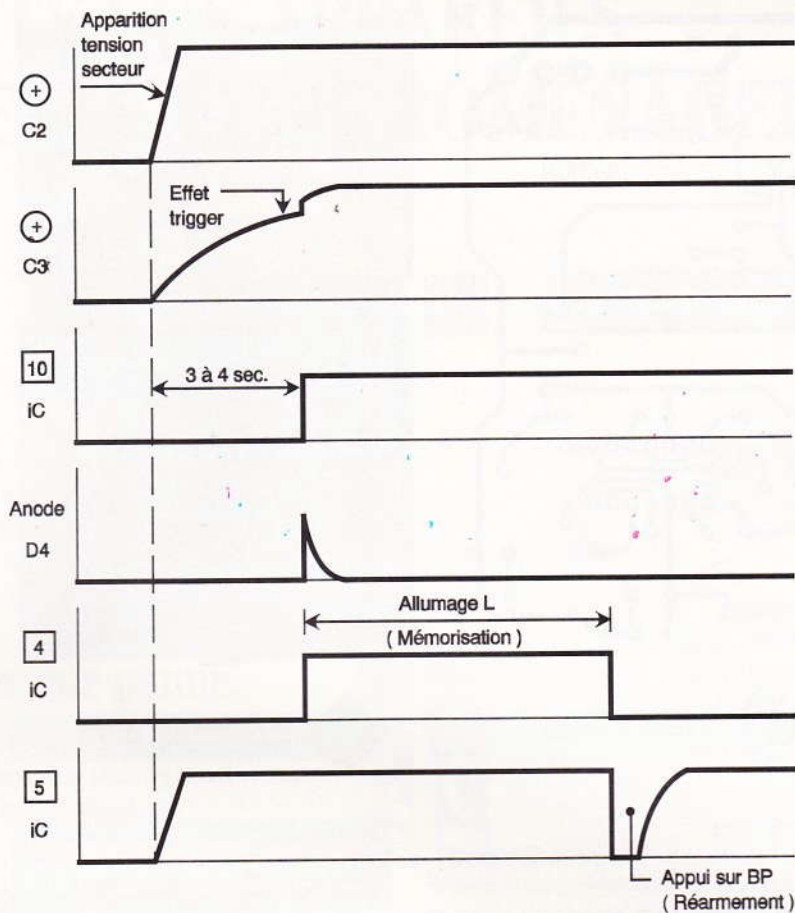 Apparition
tension
secteur
+
C2
Effet
trigger
+
C3
10
iC
3 à 4 sec.
Anode
D4
Allumage L
( Mémorisation )
4
iC
5
iC
Appui sur BP
( Réarmement )